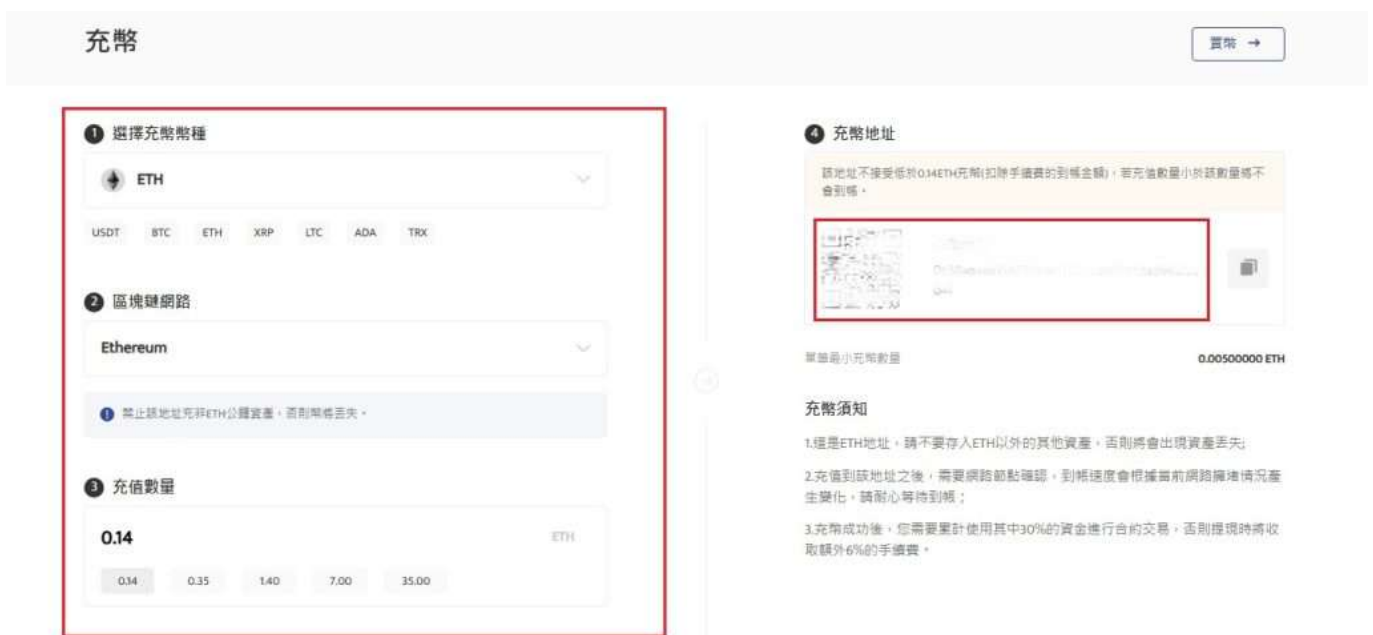 充幣
買幣 →
1 選擇充幣幣種
ETH
USDT BTC ETH XRP LTC ADA TRX
2 區塊鏈網路
Ethereum
禁止該地址充非ETH公鏈資產，否則幣將丟失。
3 充值數量
0.14 ETH
0.14 0.35 1.40 7.00 35.00
4 充幣地址
該地址不接受低於0.14ETH充幣(扣除手續費的到帳金額)，若充值數量小於該數量將不
會到帳。
單筆最小充幣數量 0.00500000 ETH
充幣須知
1.這是ETH地址，請不要存入ETH以外的其他資產，否則將會出現資產丟失;
2.充值到該地址之後，需要網路節點確認，到帳速度會根據當前網路擁堵情況產
生變化，請耐心等待到帳；
3.充幣成功後，您需要累計使用其中30%的資金進行合約交易，否則提現時將收
取額外6%的手續費。